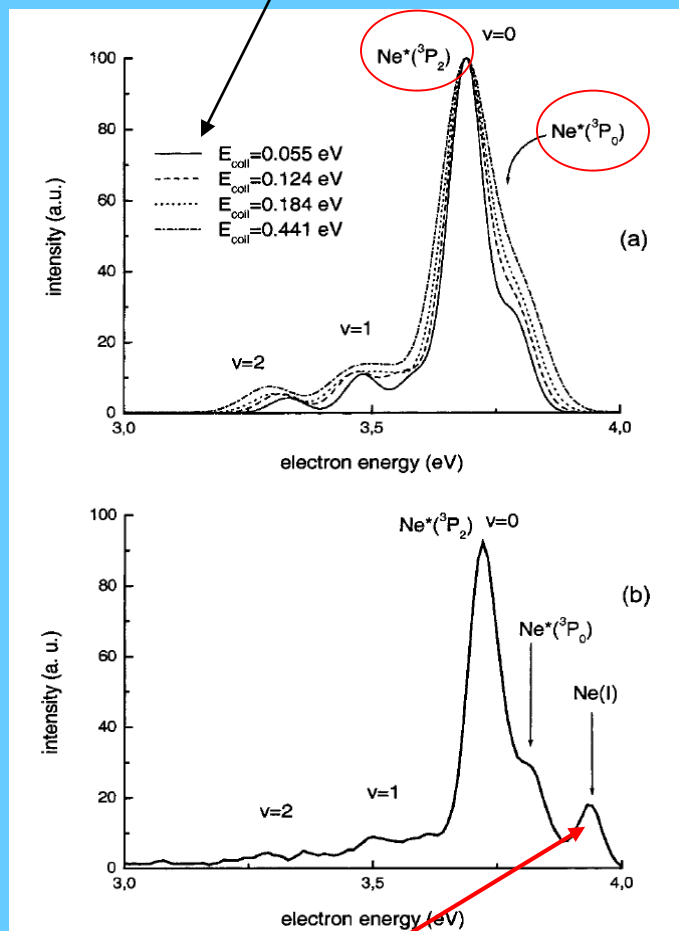 v=0
Ne*(³P₂)
100
Ne*(³P₀)
80
E_coll=0.055 eV
E_coll=0.124 eV
E_coll=0.184 eV
E_coll=0.441 eV
60
(a)
intensity (a.u.)
40
v=1
20
v=2
0
3,0 3,5 4,0
electron energy (eV)
100
Ne*(³P₂) v=0
(b)
80
Ne*(³P₀)
60
Ne(I)
intensity (a. u.)
40
v=1
20
v=2
0
3,0 3,5 4,0
electron energy (eV)